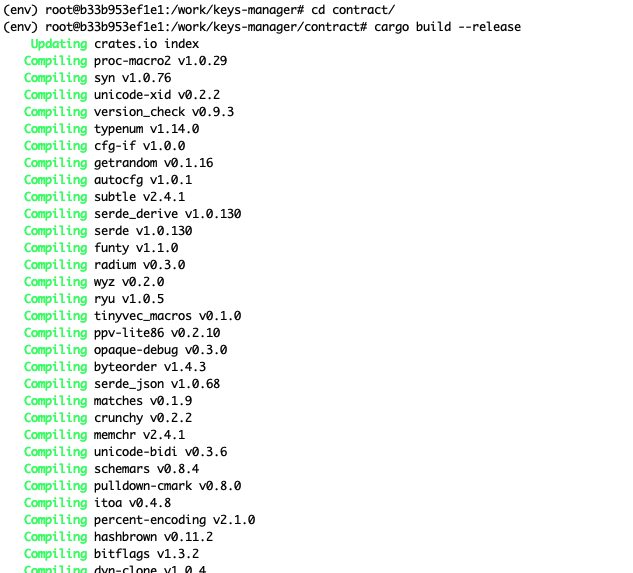 (env) root@b33b953ef1e1:/work/keys-manager# cd contract/
(env) root@b33b953ef1e1:/work/keys-manager/contract# cargo build --release
Updating crates.io index
Compiling proc-macro2 v1.0.29
Compiling syn v1.0.76
Compiling unicode-xid v0.2.2
Compiling version_check v0.9.3
Compiling typenum v1.14.0
Compiling cfg-if v1.0.0
Compiling getrandom v0.1.16
Compiling autocfg v1.0.1
Compiling subtle v2.4.1
Compiling serde_derive v1.0.130
Compiling serde v1.0.130
Compiling funty v1.1.0
Compiling radium v0.3.0
Compiling wyz v0.2.0
Compiling ryu v1.0.5
Compiling tinyvec_macros v0.1.0
Compiling ppv-lite86 v0.2.10
Compiling opaque-debug v0.3.0
Compiling byteorder v1.4.3
Compiling serde_json v1.0.68
Compiling matches v0.1.9
Compiling crunchy v0.2.2
Compiling memchr v2.4.1
Compiling unicode-bidi v0.3.6
Compiling schemars v0.8.4
Compiling pulldown-cmark v0.8.0
Compiling itoa v0.4.8
Compiling percent-encoding v2.1.0
Compiling hashbrown v0.11.2
Compiling bitflags v1.3.2
Compiling dyn-clone v1.0.4